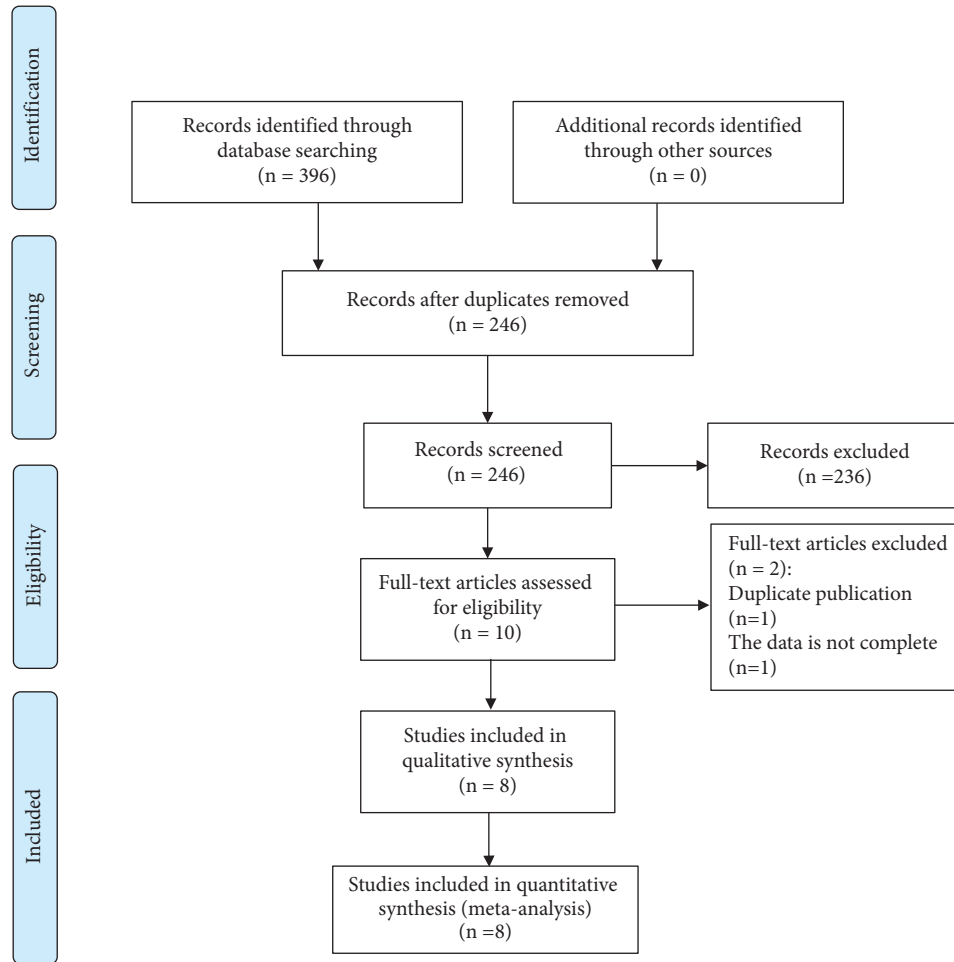 Identification
Records identified through
database searching
(n = 396)
Additional records identified
through other sources
(n = 0)
Screening
Records after duplicates removed
(n = 246)
Records screened
(n = 246)
Records excluded
(n =236)
Eligibility
Full-text articles assessed
for eligibility
(n = 10)
Full-text articles excluded
(n = 2):
Duplicate publication
(n=1)
The data is not complete
(n=1)
Included
Studies included in
qualitative synthesis
(n = 8)
Studies included in quantitative
synthesis (meta-analysis)
(n =8)